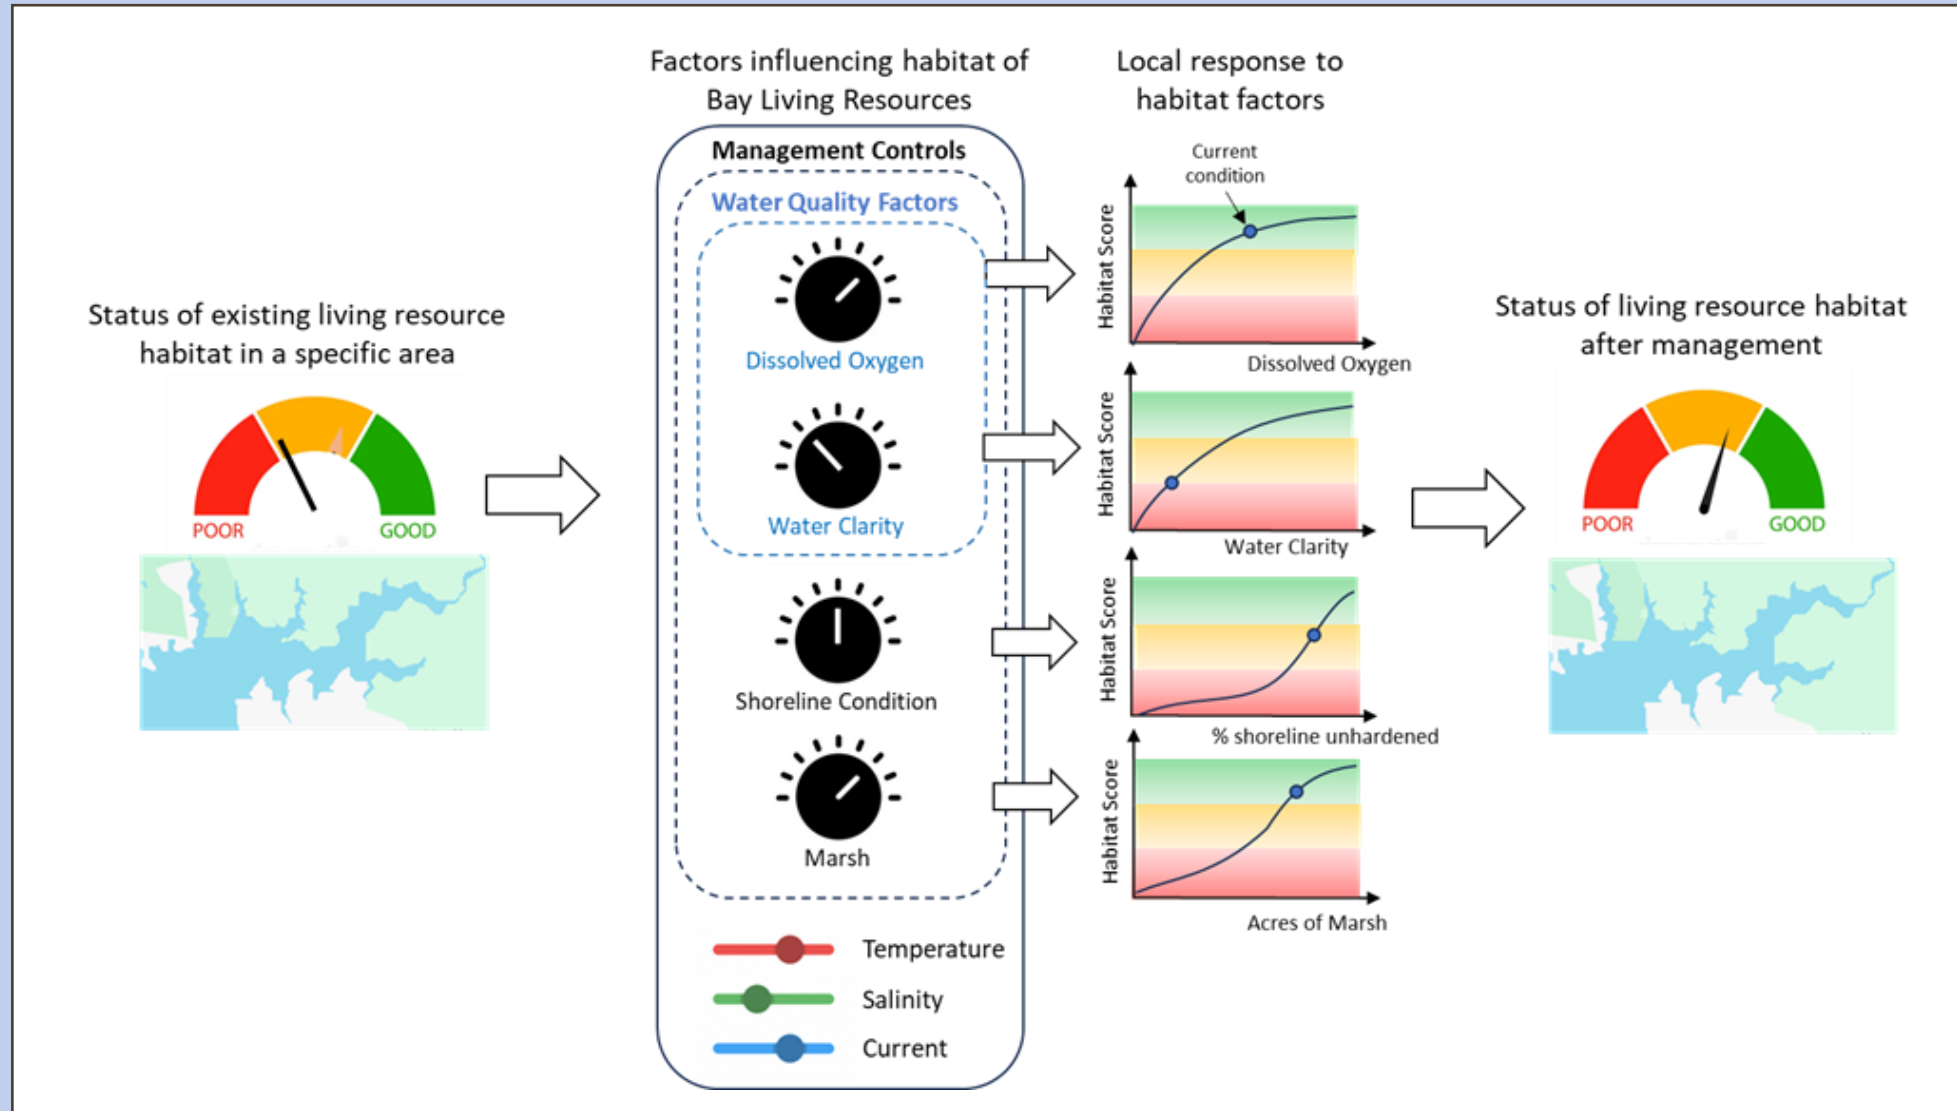 Status of existing living resource
habitat in a specific area
POOR
GOOD
Factors influencing habitat of
Bay Living Resources
Management Controls
Water Quality Factors
Dissolved Oxygen
Water Clarity
Shoreline Condition
Marsh
Temperature
Salinity
Current
Local response to
habitat factors
Current
condition
Habitat Score
Dissolved Oxygen
Habitat Score
Water Clarity
Habitat Score
% shoreline unhardened
Habitat Score
Acres of Marsh
Status of living resource habitat
after management
POOR
GOOD